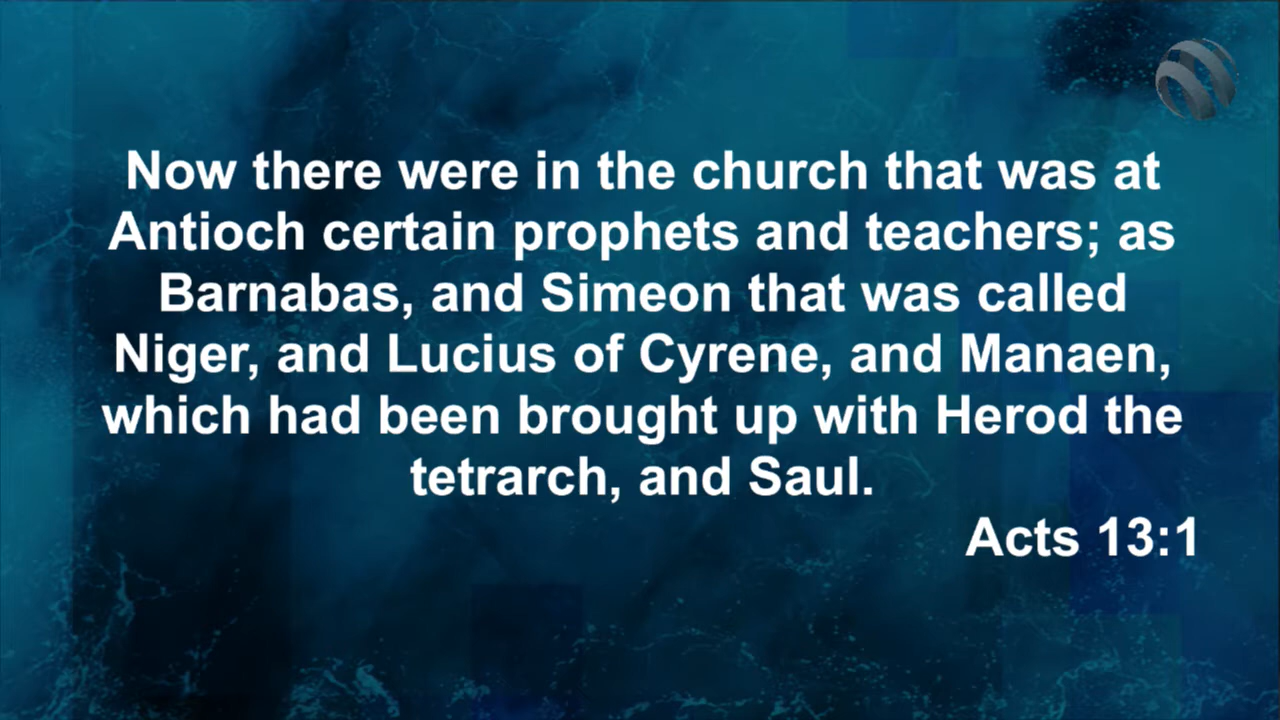 Now there were in the church that was at
Antioch certain prophets and teachers; as
Barnabas, and Simeon that was called
Niger, and Lucius of Cyrene, and Manaen,
which had been brought up with Herod the
tetrarch, and Saul.
Acts 13:1